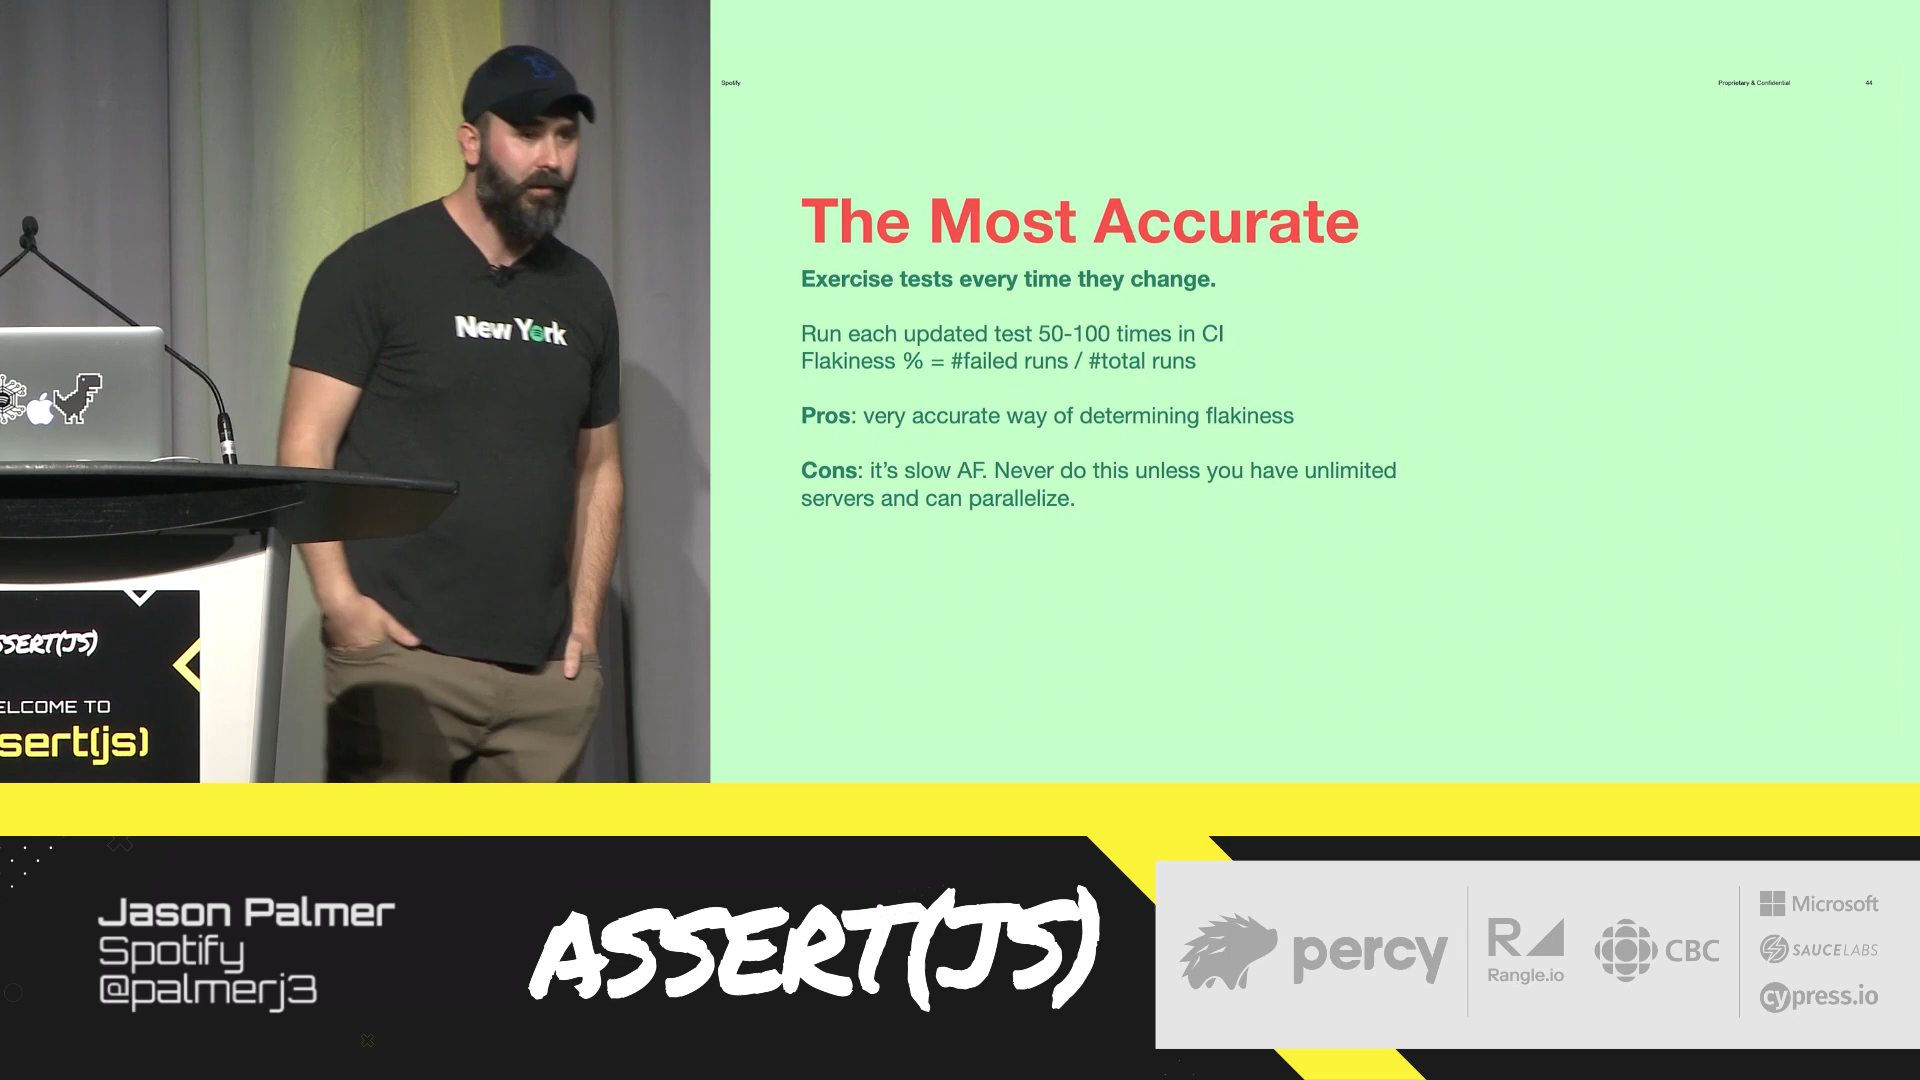 Spotify
Proprietary & Confidential
44
The Most Accurate
Exercise tests every time they change.
Run each updated test 50-100 times in CI
Flakiness % = #failed runs / #total runs
Pros: very accurate way of determining flakiness
Cons: it’s slow AF. Never do this unless you have unlimited
servers and can parallelize.
New York
SSERT(JS)
ELCOME TO
sert(js)
Jason Palmer
Spotify
@palmerj3
ASSERT(JS)
percy
R
Rangle.io
CBC
Microsoft
SAUCELABS
cypress.io